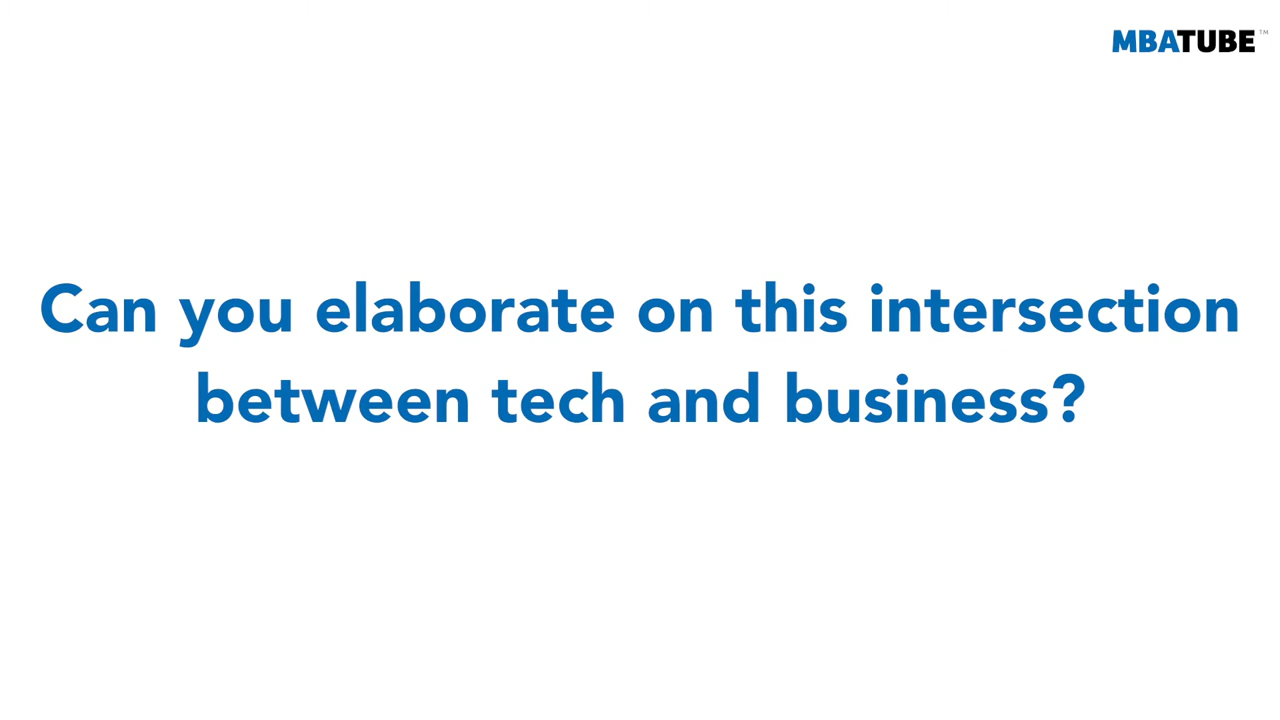 MBATUBE™
Can you elaborate on this intersection
between tech and business?